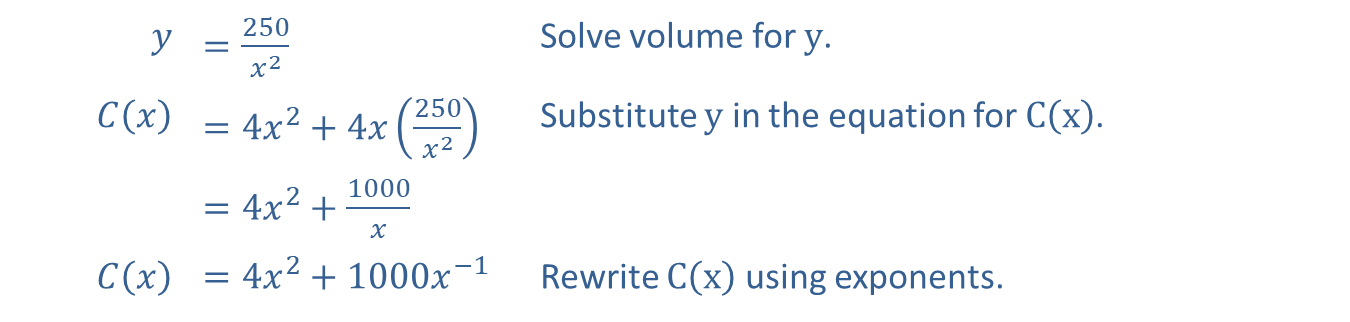 y = 250/x² Solve volume for y.
C(x) = 4x² + 4x(250/x²) Substitute y in the equation for C(x).
= 4x² + 1000/x
C(x) = 4x² + 1000x⁻¹ Rewrite C(x) using exponents.